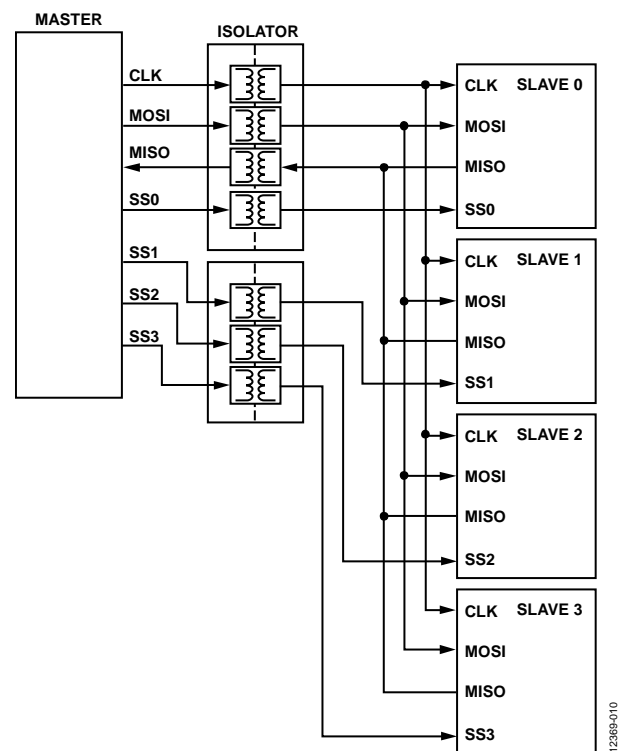 MASTER
ISOLATOR
CLK
MOSI
MISO
SS0
SS1
SS2
SS3
CLK SLAVE 0
MOSI
MISO
SS0
CLK SLAVE 1
MOSI
MISO
SS1
CLK SLAVE 2
MOSI
MISO
SS2
CLK SLAVE 3
MOSI
MISO
SS3
12369-010